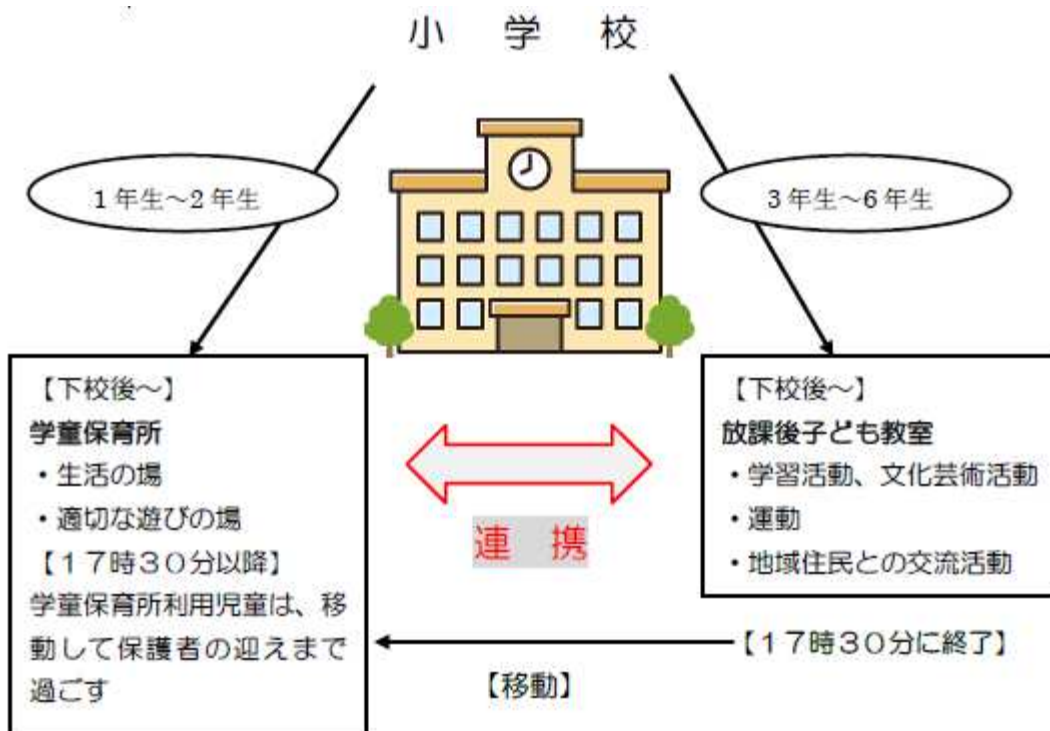 小 学 校
1年生～2年生
3年生～6年生
【下校後～】
学童保育所
・生活の場
・適切な遊びの場
【１７時３０分以降】
学童保育所利用児童は、移
動して保護者の迎えまで
過ごす
連 携
【下校後～】
放課後子ども教室
・学習活動、文化芸術活動
・運動
・地域住民との交流活動
【１７時３０分に終了】
【移動】